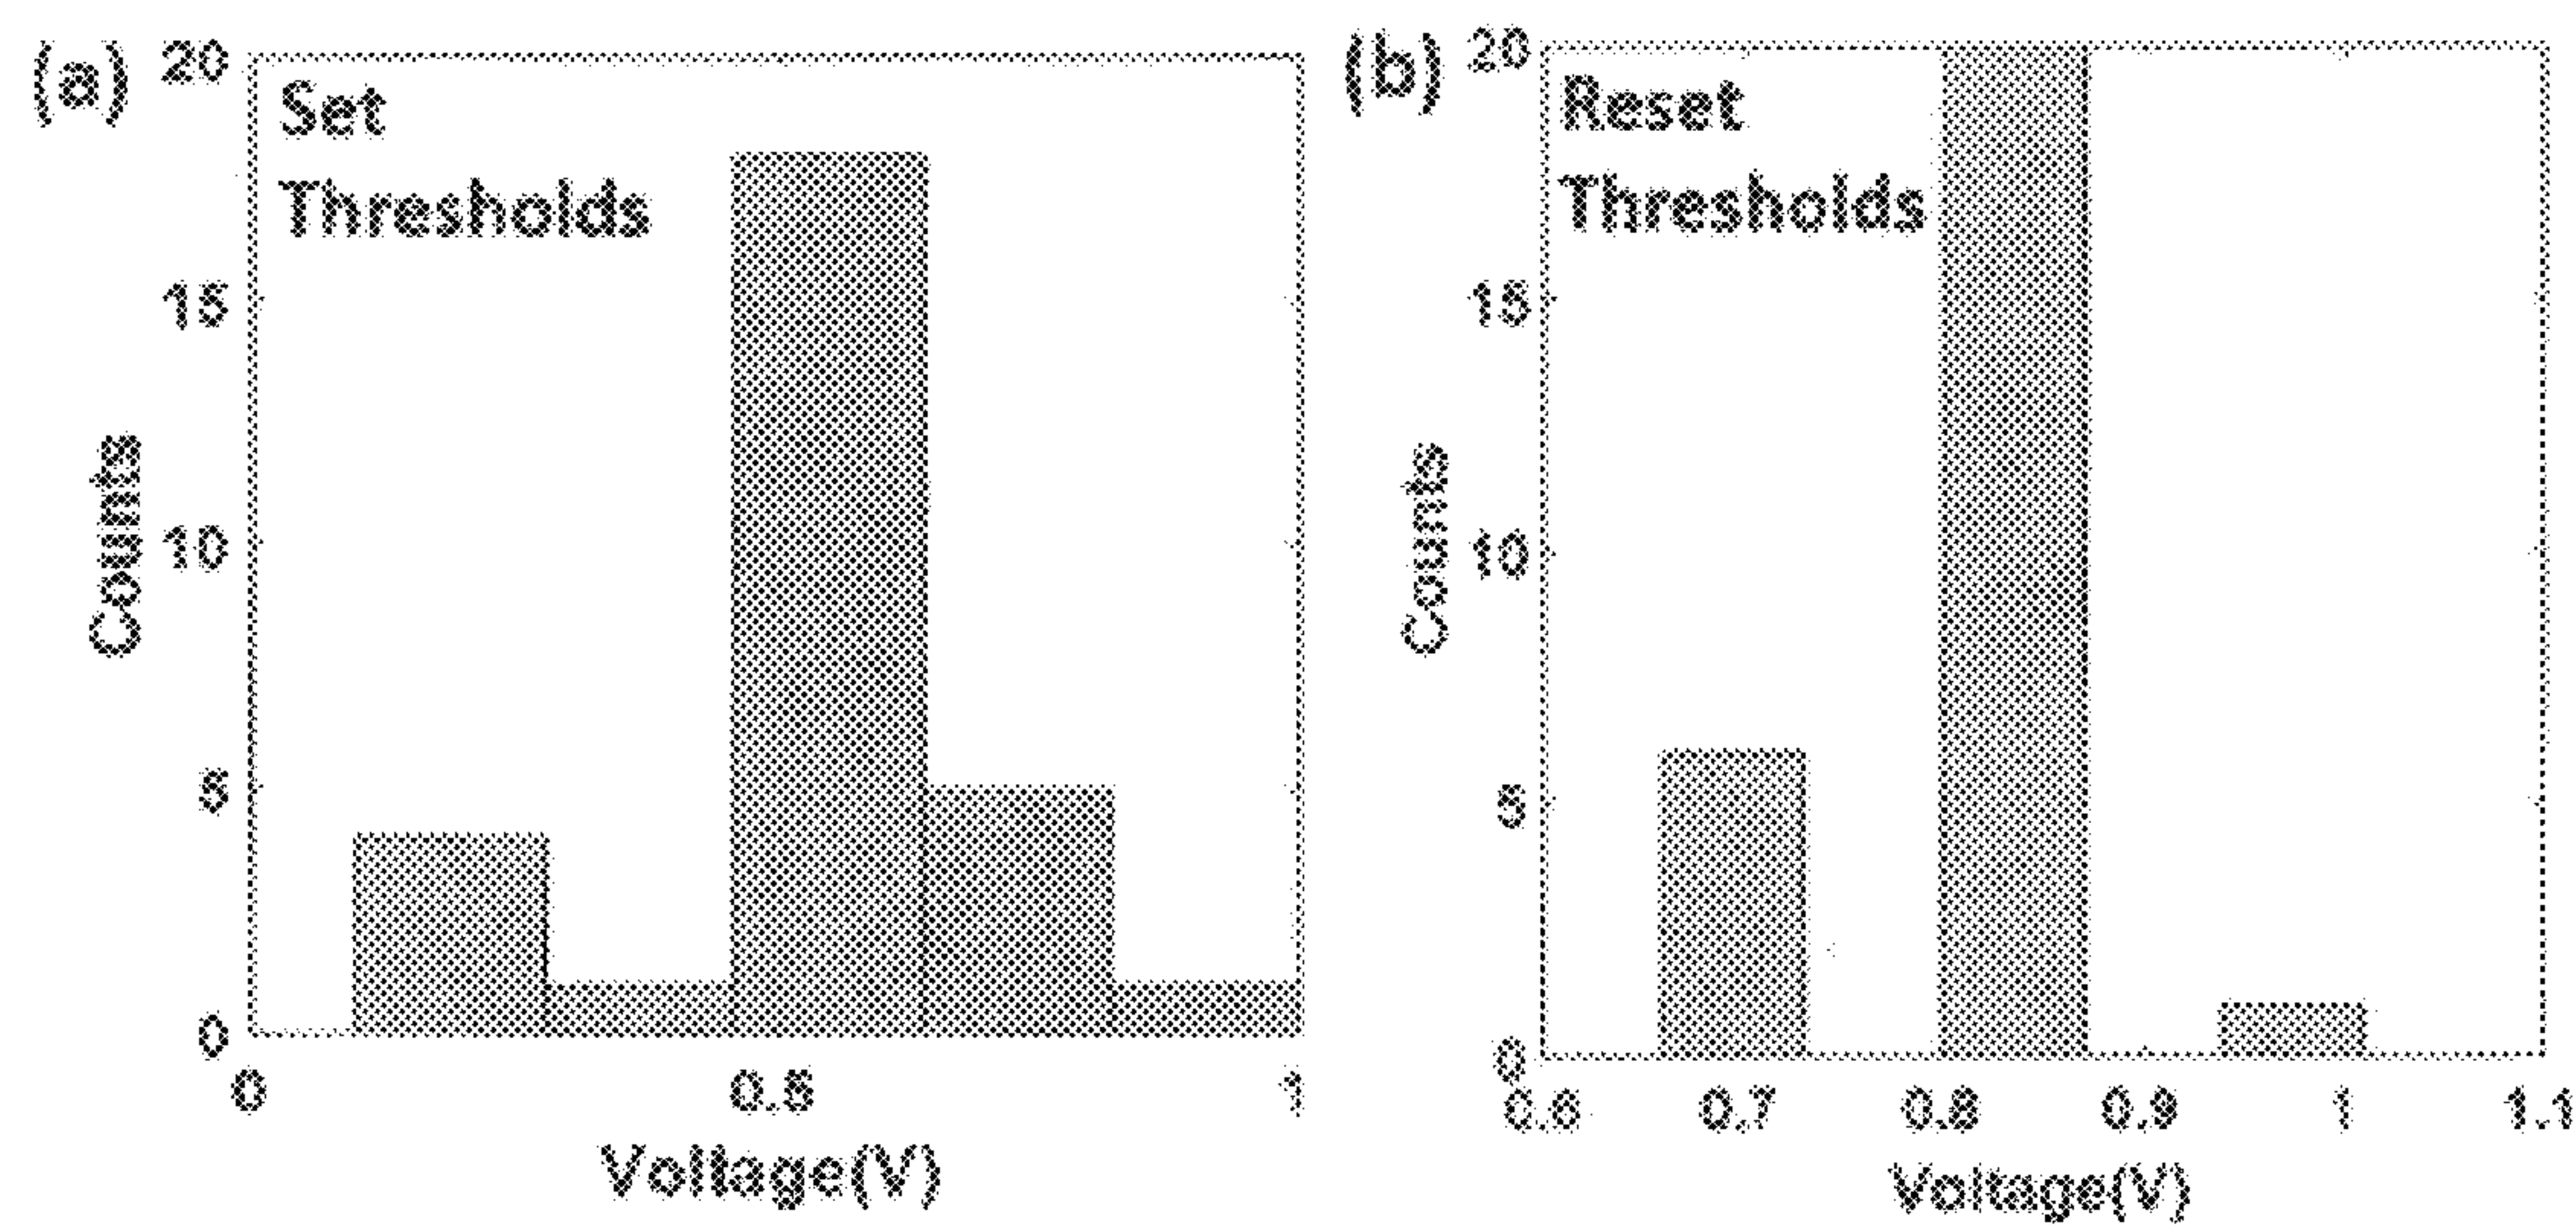 (a)
20
Set
Thresholds
15
10
5
0
Counts
0 0.5 1
Voltage(V)
(b)
20
Reset
Thresholds
15
10
5
0
Counts
0.6 0.7 0.8 0.9 1 1.1
Voltage(V)